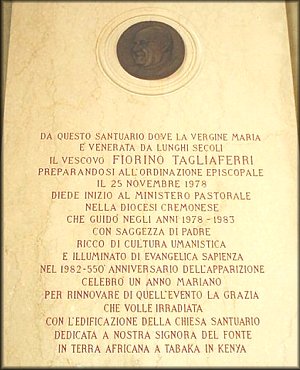 DA QUESTO SANTUARIO DOVE LA VERGINE MARIA
È VENERATA DA LUNGHI SECOLI
IL VESCOVO FIORINO TAGLIAFERRI
PREPARANDOSI ALL'ORDINAZIONE EPISCOPALE
IL 25 NOVEMBRE 1978
DIEDE INIZIO AL MINISTERO PASTORALE
NELLA DIOCESI CREMONESE
CHE GUIDÒ NEGLI ANNI 1978-1983
CON SAGGEZZA DI PADRE
RICCO DI CULTURA UMANISTICA
E ILLUMINATO DI EVANGELICA SAPIENZA
NEL 1982-550° ANNIVERSARIO DELL'APPARIZIONE
CELEBRÒ UN ANNO MARIANO
PER RINNOVARE DI QUELL'EVENTO LA GRAZIA
CHE VOLLE IRRADIATA
CON L'EDIFICAZIONE DELLA CHIESA SANTUARIO
DEDICATA A NOSTRA SIGNORA DEL FONTE
IN TERRA AFRICANA A TABAKA IN KENYA